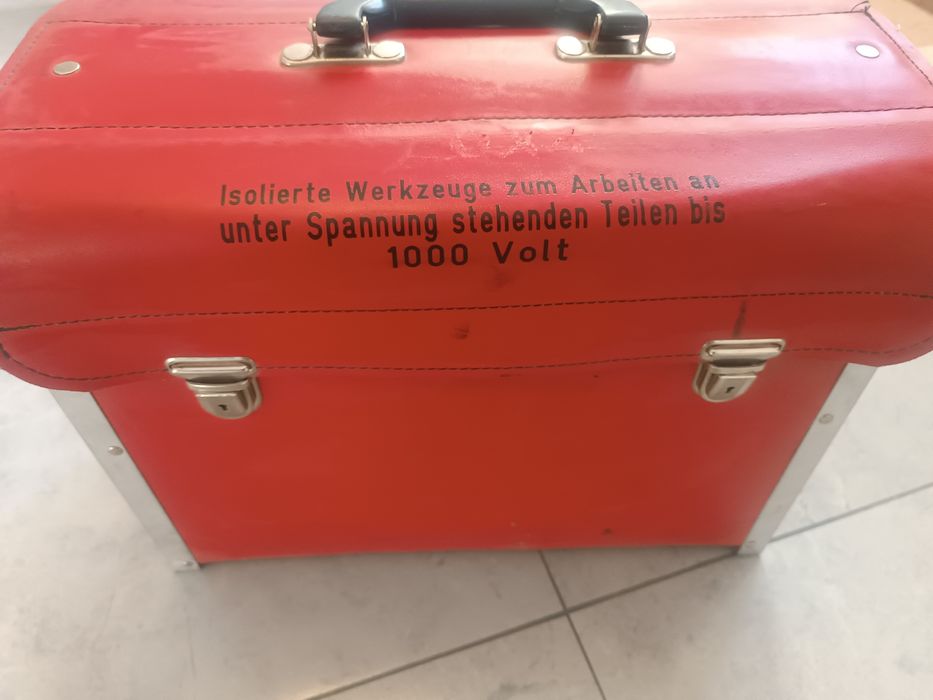 Isolierte Werkzeuge zum Arbeiten an
unter Spannung stehenden Teilen bis
1000 Volt